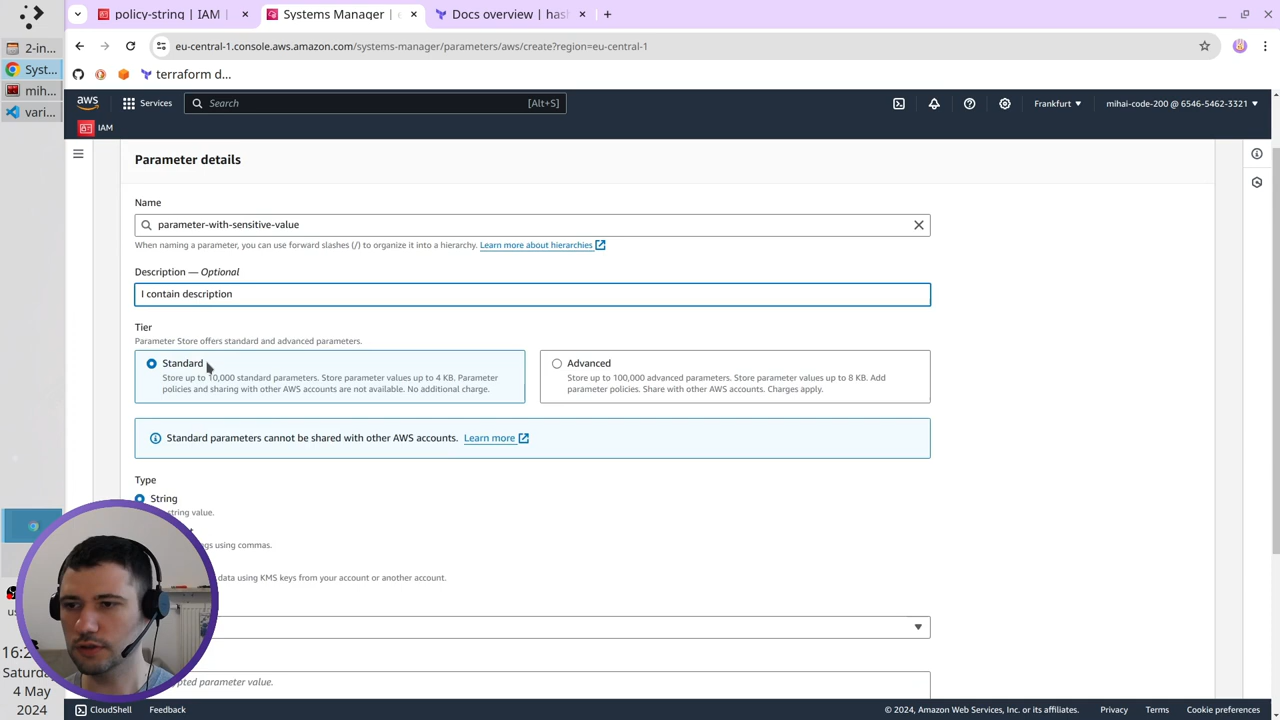 policy-string | IAM
Systems Manager |
Docs overview | hash
2-in
Syst
mih
vari
eu-central-1.console.aws.amazon.com/systems-manager/parameters/aws/create?region=eu-central-1
terraform d...
aws
Services
Search
[Alt+S]
Frankfurt
mihai-code-200 @ 6546-5462-3321
IAM
Parameter details
Name
parameter-with-sensitive-value
When naming a parameter, you can use forward slashes (/) to organize it into a hierarchy. Learn more about hierarchies
Description — Optional
I contain description
Tier
Parameter Store offers standard and advanced parameters.
Standard
Store up to 10,000 standard parameters. Store parameter values up to 4 KB. Parameter
policies and sharing with other AWS accounts are not available. No additional charge.
Advanced
Store up to 100,000 advanced parameters. Store parameter values up to 8 KB. Add
parameter policies. Share with other AWS accounts. Charges apply.
Standard parameters cannot be shared with other AWS accounts. Learn more
Type
String
string value.
using commas.
data using KMS keys from your account or another account.
parameter value.
us
16:2
Saturday
4 May
2024
CloudShell
Feedback
© 2024, Amazon Web Services, Inc. or its affiliates.
Privacy
Terms
Cookie preferences